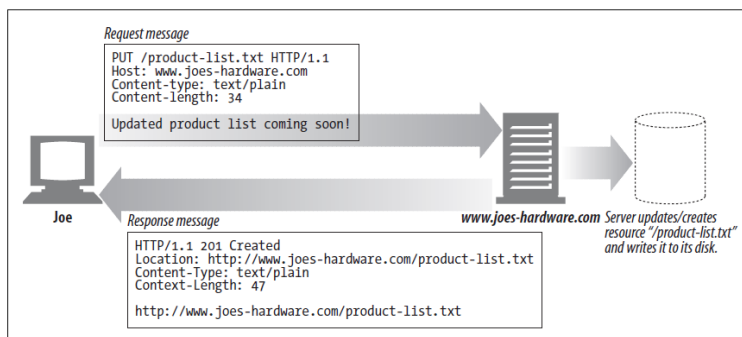 Request message
PUT /product-list.txt HTTP/1.1
Host: www.joes-hardware.com
Content-type: text/plain
Content-length: 34
Updated product list coming soon!
Joe
www.joes-hardware.com
Server updates/creates
resource “/product-list.txt”
and writes it to its disk.
Response message
HTTP/1.1 201 Created
Location: http://www.joes-hardware.com/product-list.txt
Content-Type: text/plain
Context-Length: 47
http://www.joes-hardware.com/product-list.txt